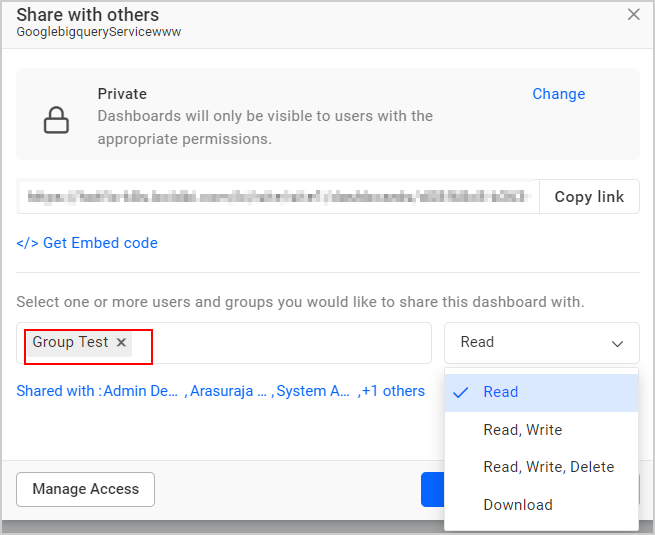 Share with others
GooglebigqueryServicewww
Private
Change
Dashboards will only be visible to users with the
appropriate permissions.
Copy link
</> Get Embed code
Select one or more users and groups you would like to share this dashboard with.
Group Test
Read
Shared with : Admin De... , Arasuraja ... , System A... , +1 others
Read
Read, Write
Read, Write, Delete
Download
Manage Access